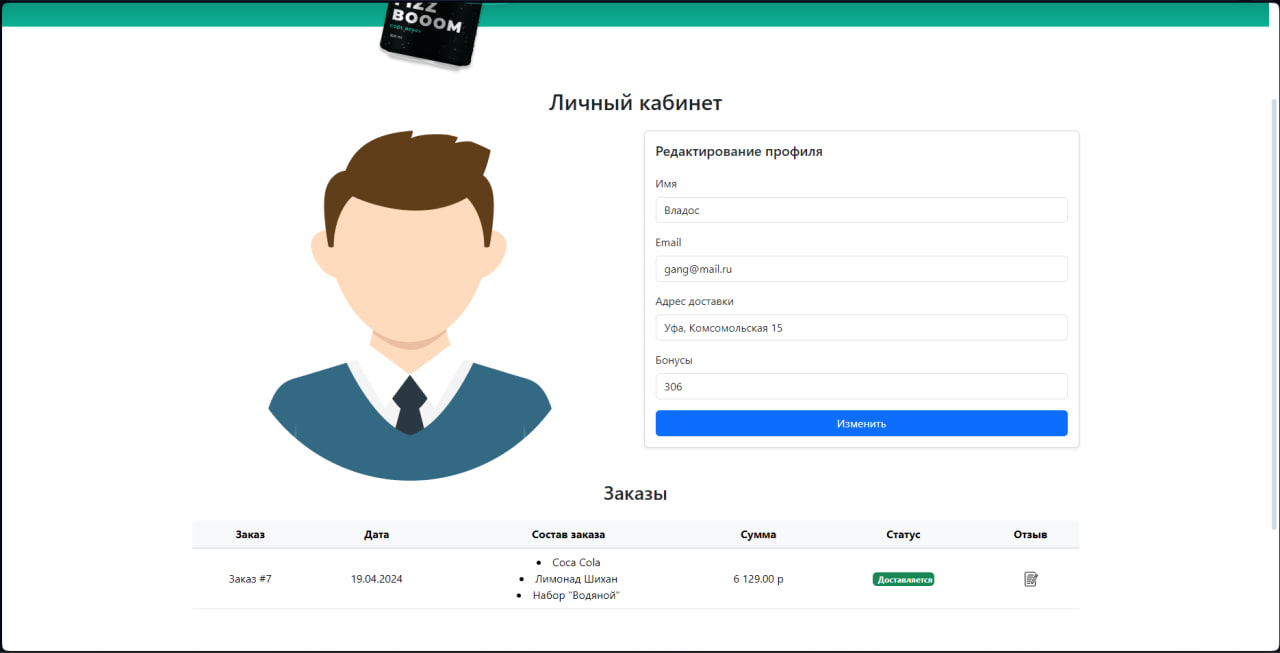 BOOOM
Личный кабинет
Редактирование профиля
Имя
Владос
Email
gang@mail.ru
Адрес доставки
Уфа, Комсомольская 15
Бонусы
306
Изменить
Заказы
Заказ Дата Состав заказа Сумма Статус Отзыв
Coca Cola
Заказ #7 19.04.2024 Лимонад Шихан 6 129.00 р Доставляется
Набор "Водяной"